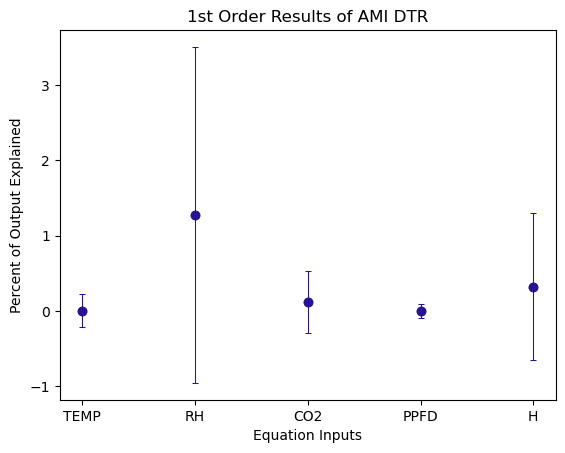 1st Order Results of AMI DTR
Percent of Output Explained
3
2
1
0
−1
TEMP RH CO2 PPFD H
Equation Inputs